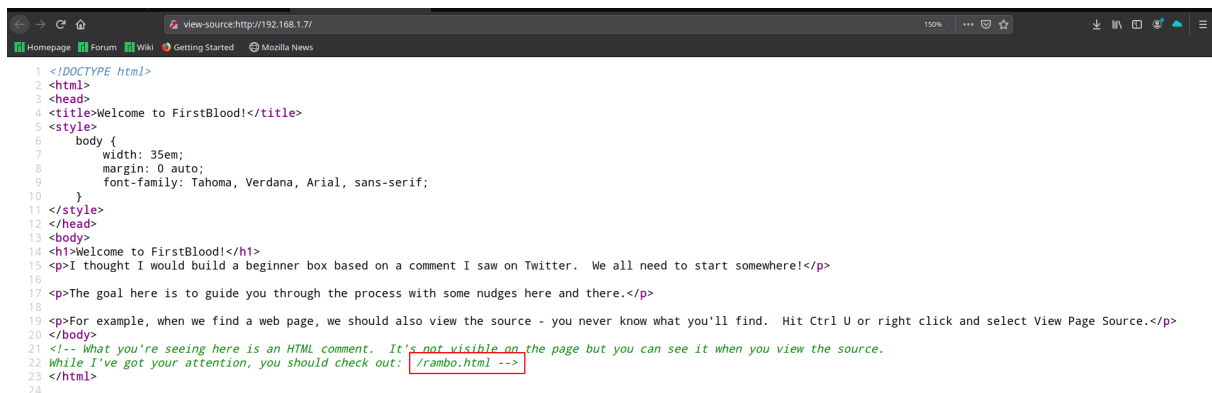 view-source:http://192.168.1.7/
150%
Homepage Forum Wiki Getting Started Mozilla News
1 <!DOCTYPE html>
2 <html>
3 <head>
4 <title>Welcome to FirstBlood!</title>
5 <style>
6     body {
7         width: 35em;
8         margin: 0 auto;
9         font-family: Tahoma, Verdana, Arial, sans-serif;
10     }
11 </style>
12 </head>
13 <body>
14 <h1>Welcome to FirstBlood!</h1>
15 <p>I thought I would build a beginner box based on a comment I saw on Twitter.  We all need to start somewhere!</p>
16
17 <p>The goal here is to guide you through the process with some nudges here and there.</p>
18
19 <p>For example, when we find a web page, we should also view the source - you never know what you'll find.  Hit Ctrl U or right click and select View Page Source.</p>
20 </body>
21 <!-- What you're seeing here is an HTML comment.  It's not visible on the page but you can see it when you view the source.
22 While I've got your attention, you should check out:  /rambo.html -->
23 </html>
24